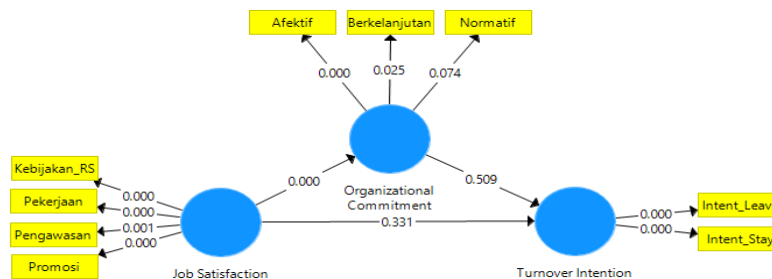 Afektif
Berkelanjutan
Normatif
0.000
0.025
0.074
Kebijakan_RS
Pekerjaan
Pengawasan
Promosi
0.000
0.000
0.001
0.000
Job Satisfaction
0.000
Organizational
Commitment
0.509
0.331
Turnover Intention
0.000
0.000
Intent_Leav
Intent_Stay